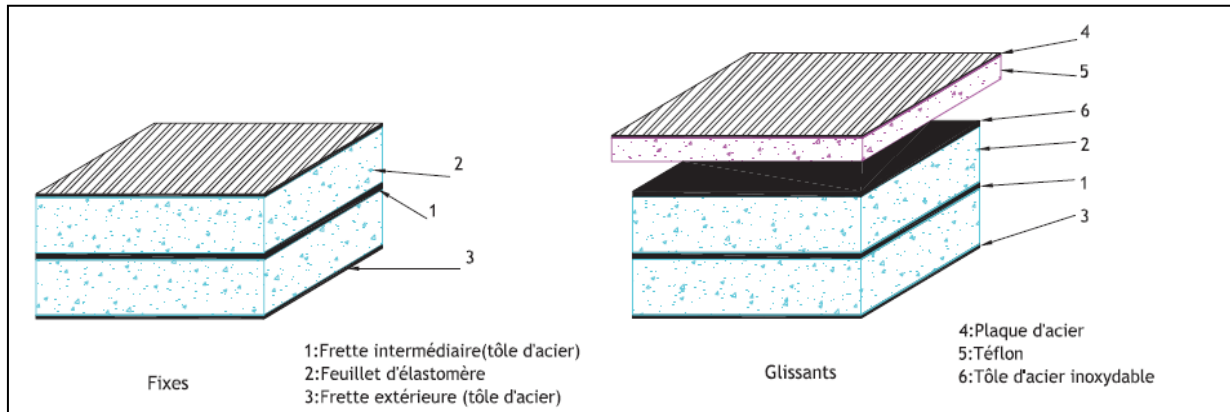 2
1
3
1:Frette intermédiaire(tôle d'acier)
2:Feuillet d'élastomère
3:Frette extérieure (tôle d'acier)
Fixes
4
5
6
2
1
3
4:Plaque d'acier
5:Téflon
6:Tôle d'acier inoxydable
Glissants